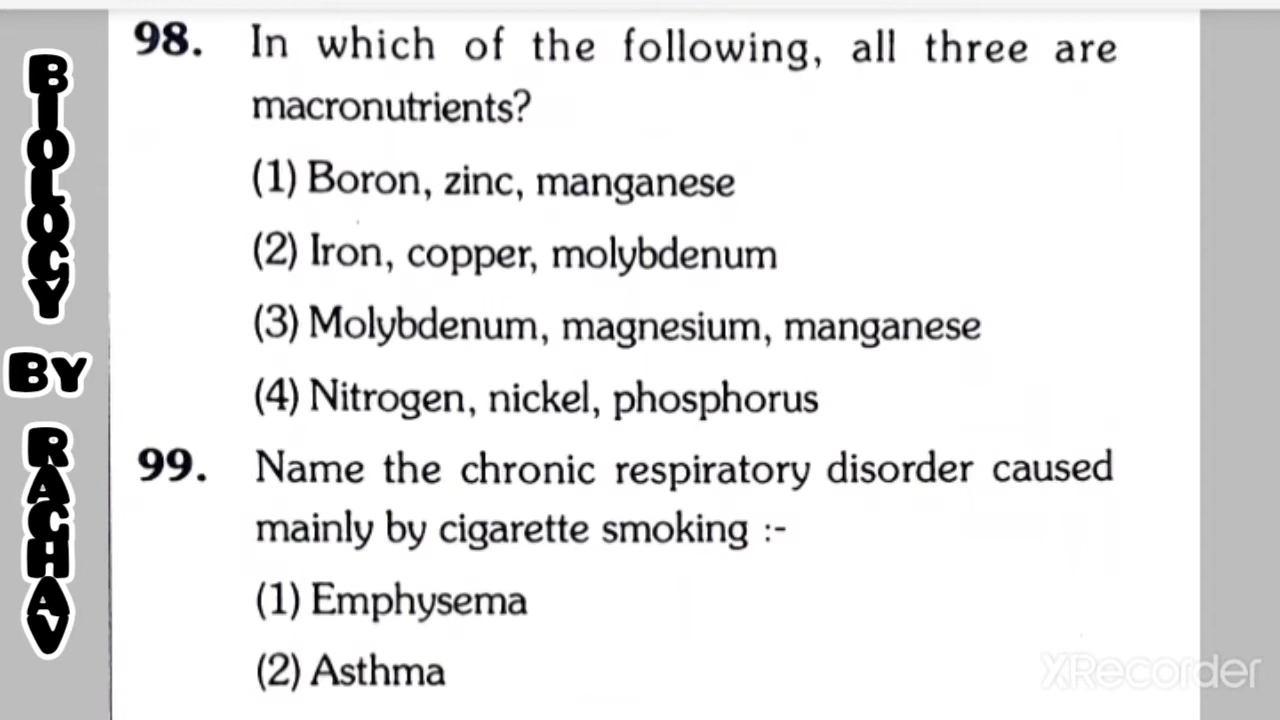 BIOLOGY BY RAGHAV
98. In which of the following, all three are
macronutrients?
(1) Boron, zinc, manganese
(2) Iron, copper, molybdenum
(3) Molybdenum, magnesium, manganese
(4) Nitrogen, nickel, phosphorus
99. Name the chronic respiratory disorder caused
mainly by cigarette smoking :-
(1) Emphysema
(2) Asthma
XRecorder